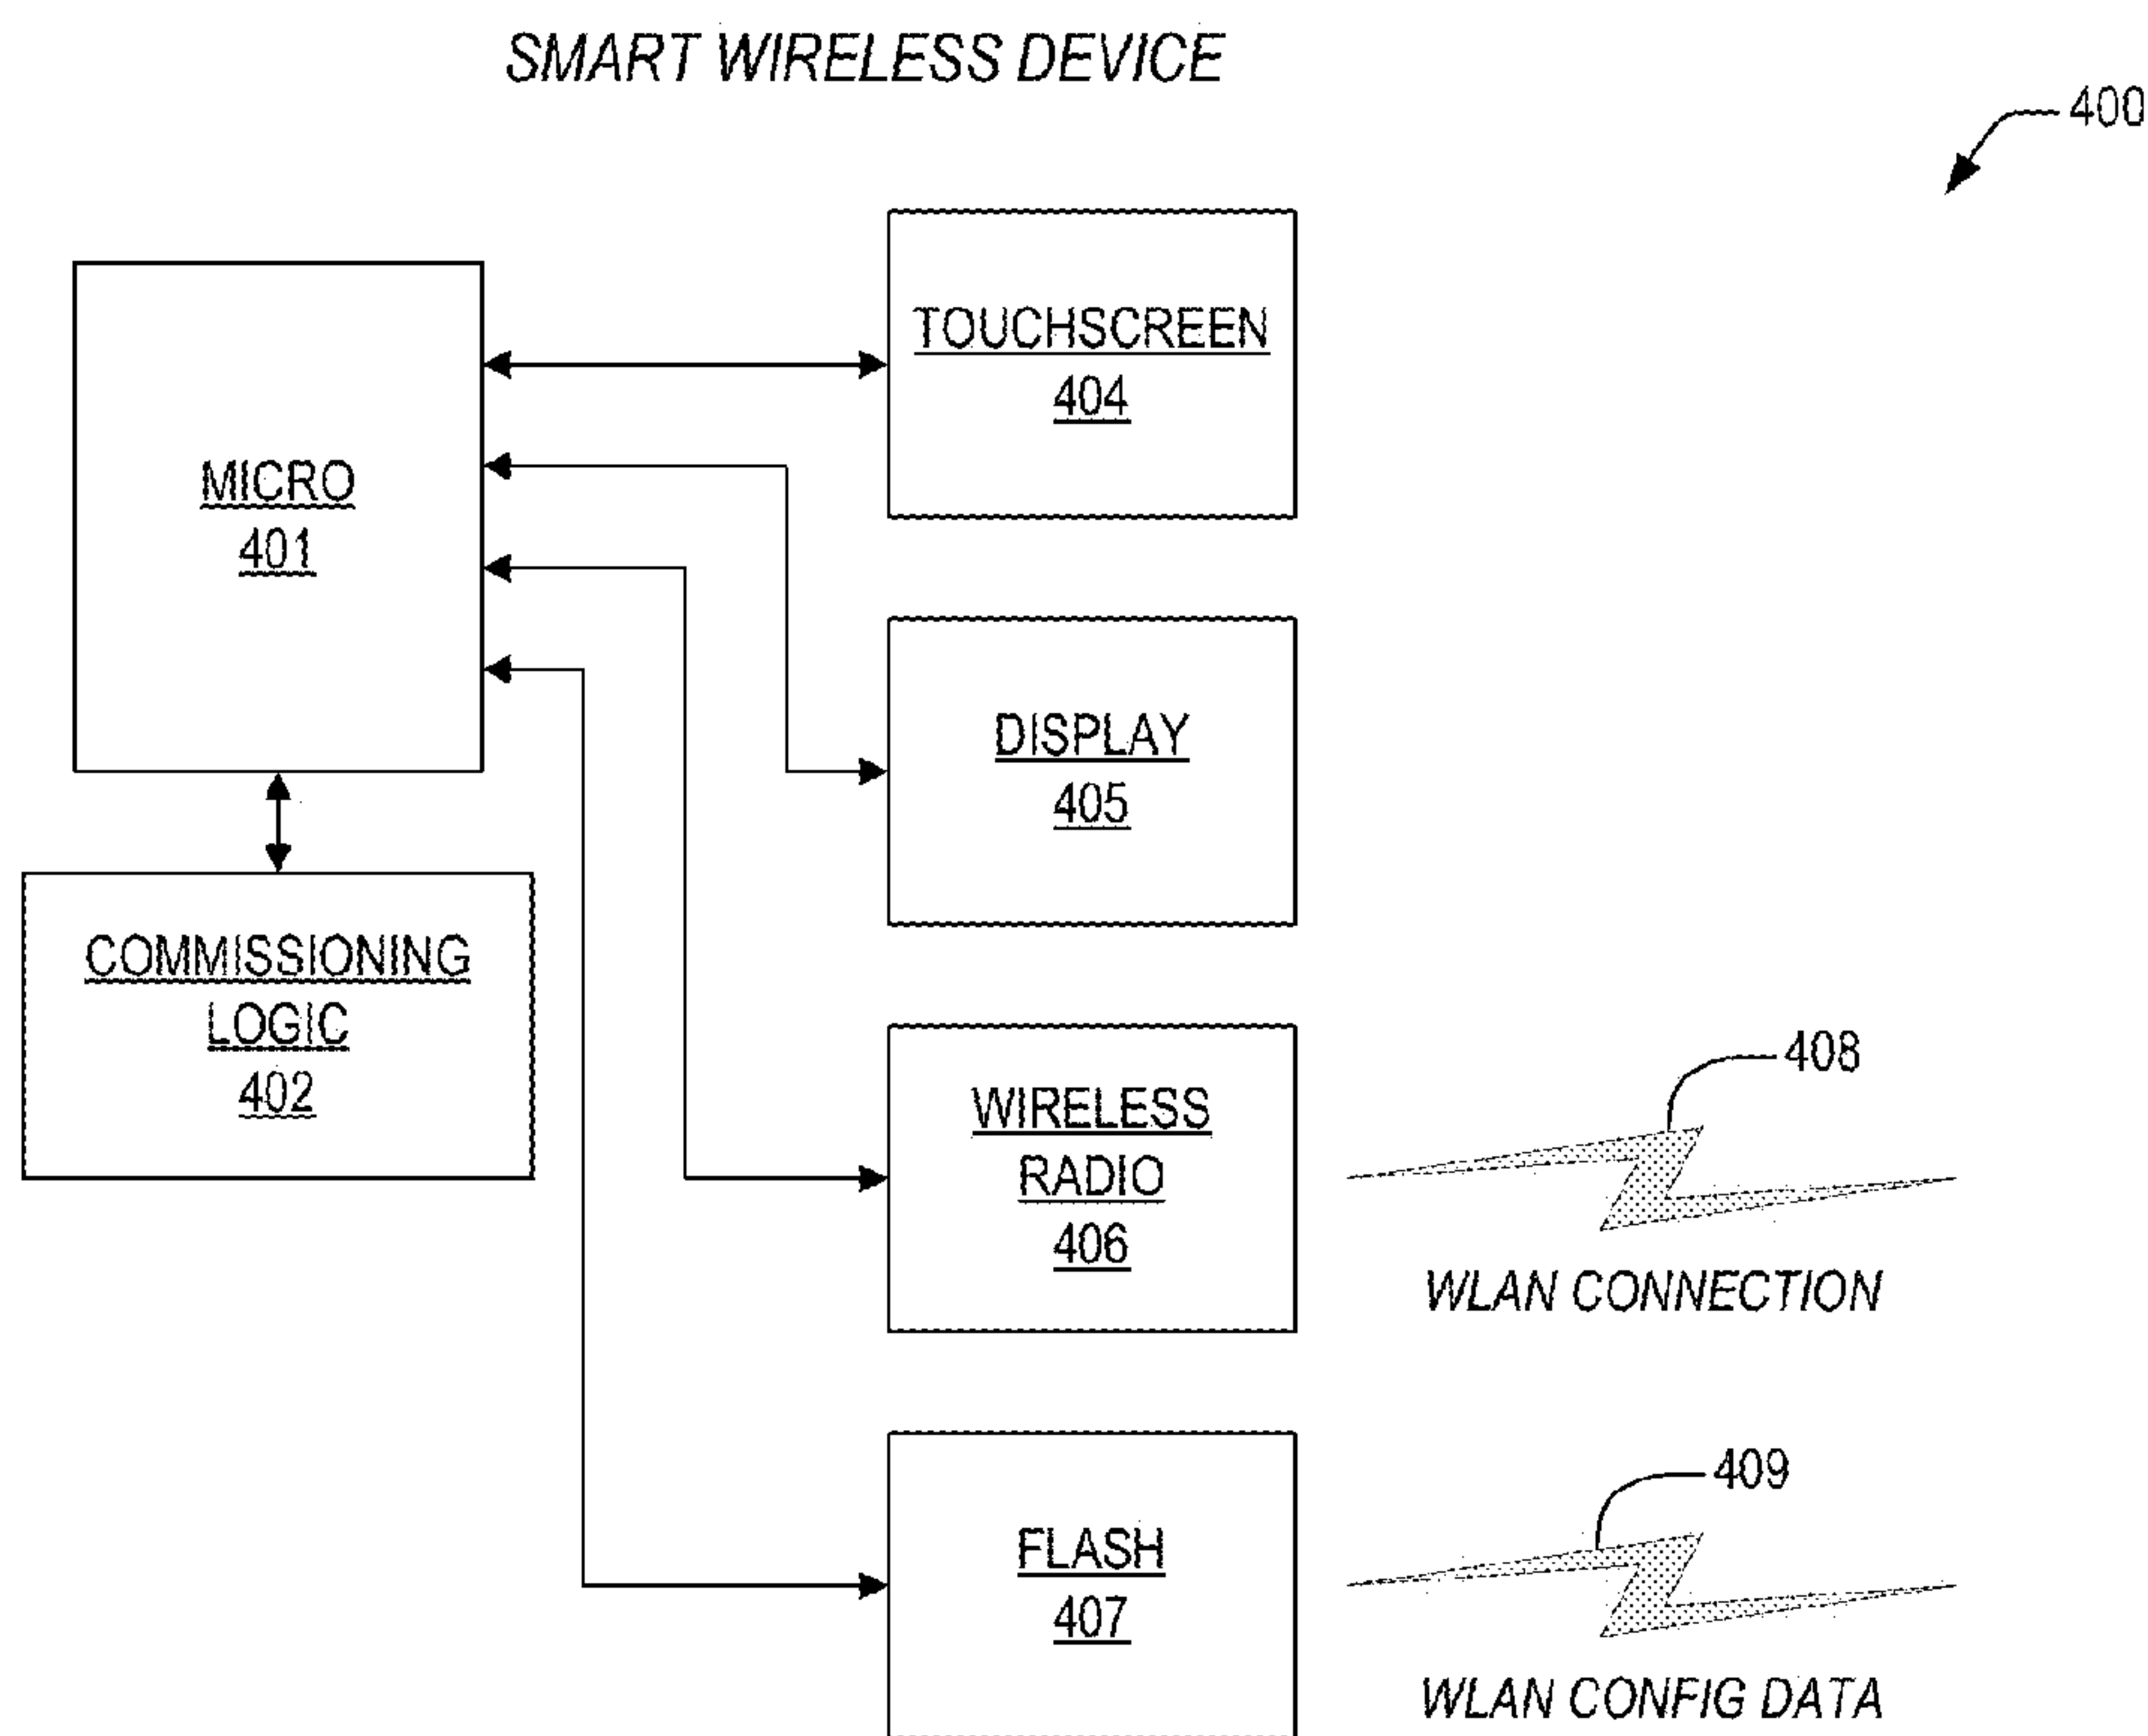 SMART WIRELESS DEVICE
400
MICRO
401
COMMISSIONING
LOGIC
402
TOUCHSCREEN
404
DISPLAY
405
WIRELESS
RADIO
406
408
WLAN CONNECTION
FLASH
407
409
WLAN CONFIG DATA